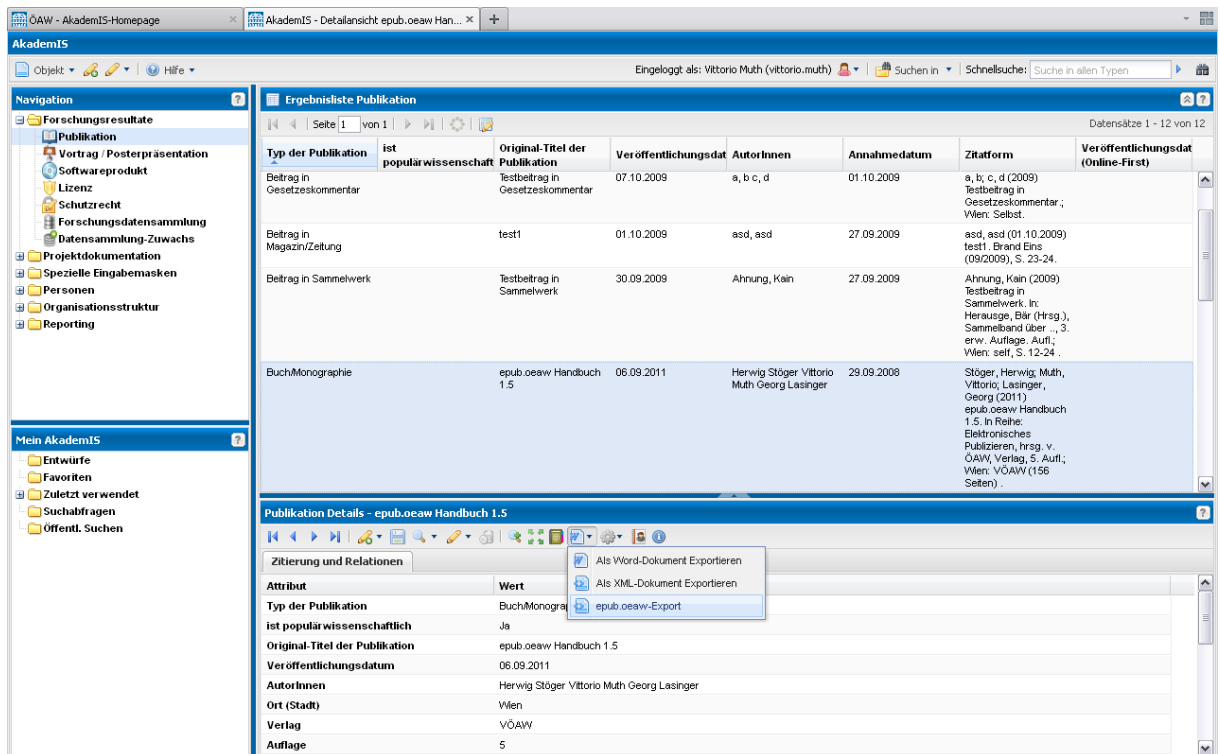 ÖAW - AkademIS-Homepage
AkademIS - Detailansicht epub.oeaw Han...
AkademIS
Objekt
Hilfe
Eingeloggt als: Vittorio Muth (vittorio.muth)
Suchen in
Schnellsuche:
Suche in allen Typen
Navigation
Forschungsresultate
Publikation
Vortrag / Posterpräsentation
Softwareprodukt
Lizenz
Schutzrecht
Forschungsdatensammlung
Datensammlung-Zuwachs
Projektdokumentation
Spezielle Eingabemasken
Personen
Organisationsstruktur
Reporting
Mein AkademIS
Entwürfe
Favoriten
Zuletzt verwendet
Suchabfragen
Öffentl. Suchen
Ergebnisliste Publikation
Seite 1 von 1
Datensätze 1 - 12 von 12
Typ der Publikation
ist
populärwissenschaft
Original-Titel der
Publikation
Veröffentlichungsdat
AutorInnen
Annahmedatum
Zitatform
Veröffentlichungsdat
(Online-First)
Beitrag in
Gesetzeskommentar
Testbeitrag in
Gesetzeskommentar
07.10.2009
a, b c, d
01.10.2009
a, b; c, d (2009)
Testbeitrag in
Gesetzeskommentar.;
Wien: Selbst.
Beitrag in
Magazin/Zeitung
test1
01.10.2009
asd, asd
27.09.2009
asd, asd (01.10.2009)
test1. Brand Eins
(09/2009), S. 23-24.
Beitrag in Sammelwerk
Testbeitrag in
Sammelwerk
30.09.2009
Ahnung, Kain
27.09.2009
Ahnung, Kain (2009)
Testbeitrag in
Sammelwerk. In:
Herausge, Bär (Hrsg.),
Sammelband über .., 3.
erw. Auflage. Aufl.;
Wien: self, S. 12-24 .
Buch/Monographie
epub.oeaw Handbuch
1.5
06.09.2011
Herwig Stöger Vittorio
Muth Georg Lasinger
29.09.2008
Stöger, Herwig; Muth,
Vittorio; Lasinger,
Georg (2011)
epub.oeaw Handbuch
1.5. In Reihe:
Elektronisches
Publizieren, hrsg. v.
ÖAW, Verlag, 5. Aufl.;
Wien: VÖAW (156
Seiten) .
Publikation Details - epub.oeaw Handbuch 1.5
Als Word-Dokument Exportieren
Als XML-Dokument Exportieren
epub.oeaw-Export
Zitierung und Relationen
Attribut Wert
Typ der Publikation Buch/Monogra
ist populärwissenschaftlich Ja
Original-Titel der Publikation epub.oeaw Handbuch 1.5
Veröffentlichungsdatum 06.09.2011
AutorInnen Herwig Stöger Vittorio Muth Georg Lasinger
Ort (Stadt) Wien
Verlag VÖAW
Auflage 5